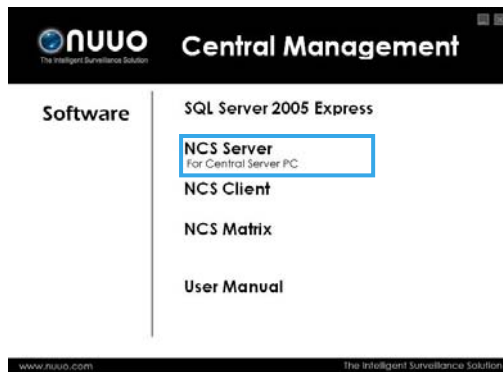 nuuo
The Intelligent Surveillance Solution
Central Management
Software
SQL Server 2005 Express
NCS Server
For Central Server PC
NCS Client
NCS Matrix
User Manual
www.nuuo.com
The Intelligent Surveillance Solution